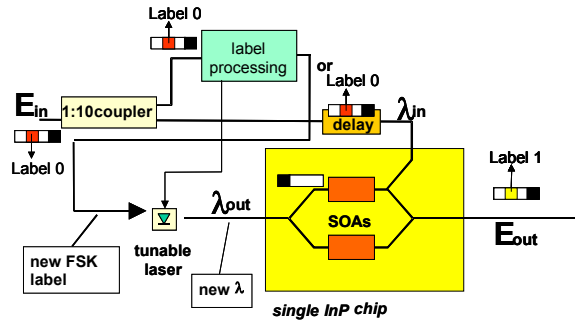 Label 0
label
processing
or
Label 0
Ein
1:10coupler
λin
delay
Label 0
Label 1
λout
SOAs
Eout
new FSK
label
tunable
laser
new λ
single InP chip